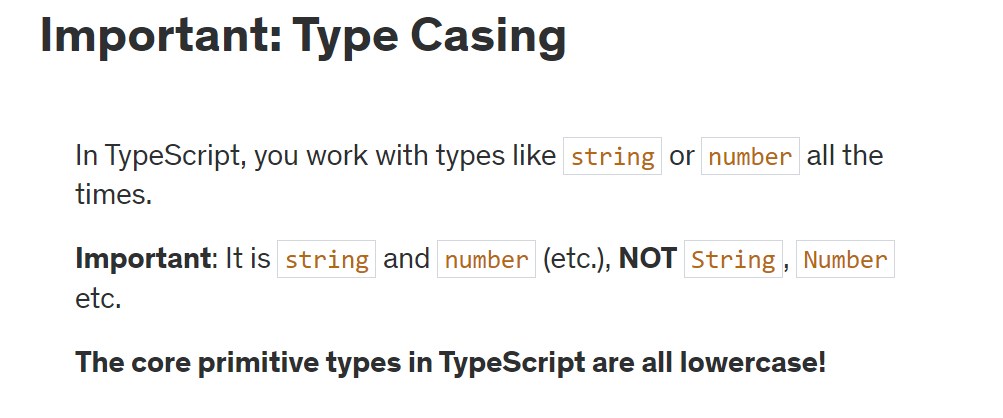 Important: Type Casing
In TypeScript, you work with types like string or number all the
times.
Important: It is string and number (etc.), NOT String, Number
etc.
The core primitive types in TypeScript are all lowercase!